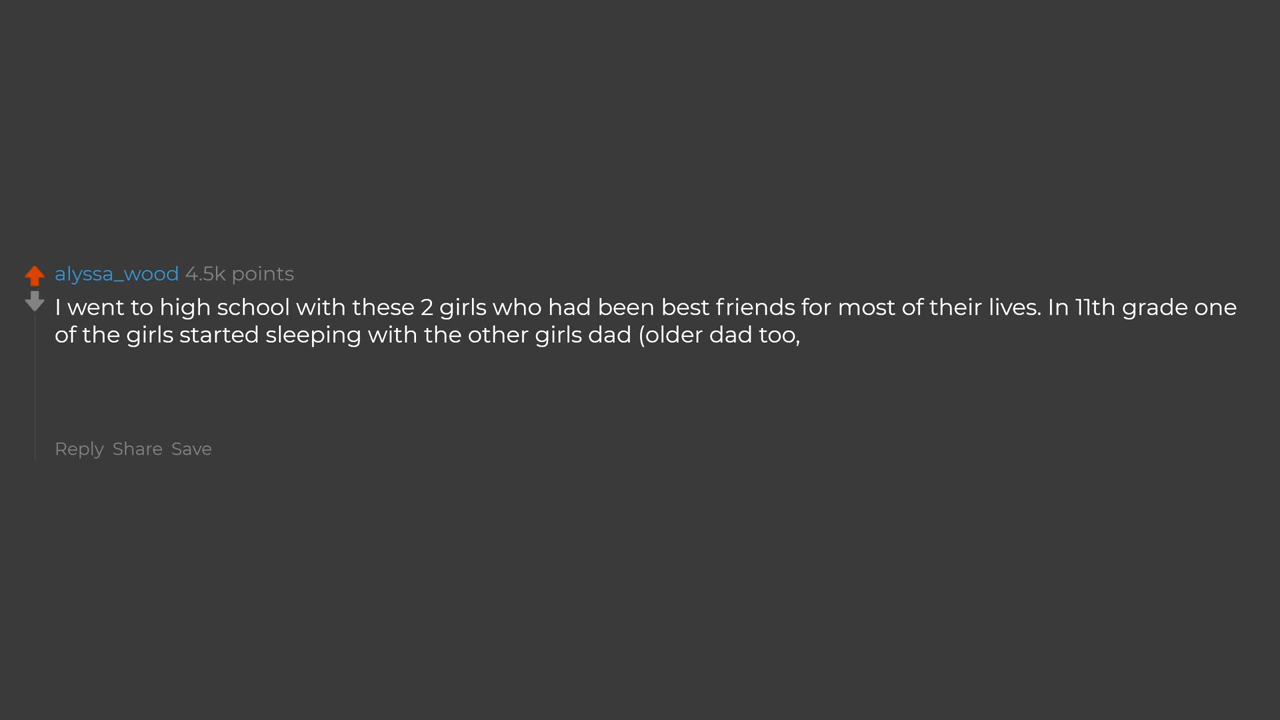 alyssa_wood 4.5k points
I went to high school with these 2 girls who had been best friends for most of their lives. In 11th grade one
of the girls started sleeping with the other girls dad (older dad too,
Reply Share Save